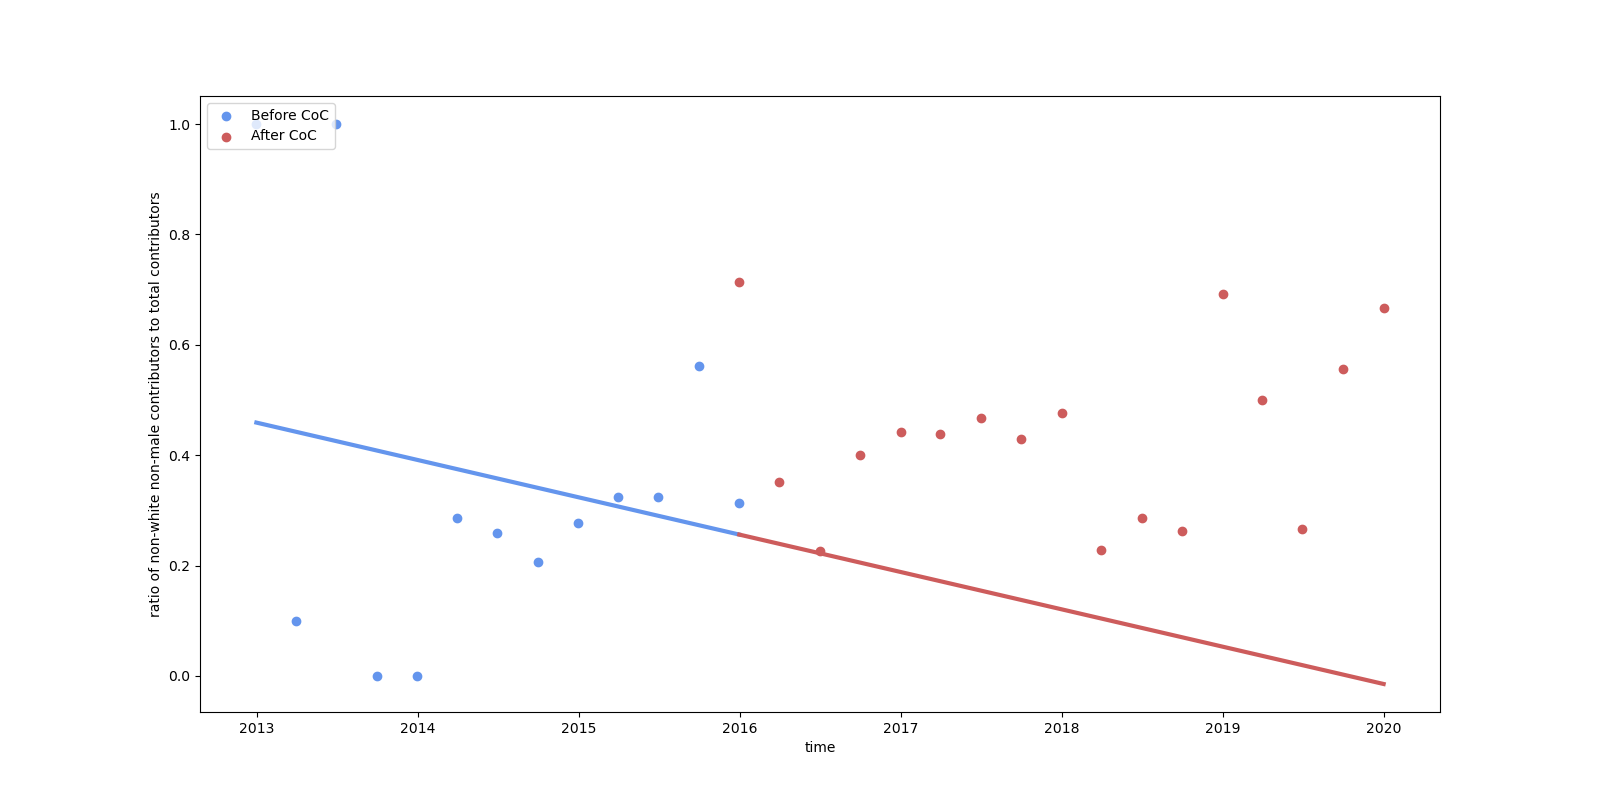 Before CoC
After CoC
1.0
0.8
0.6
0.4
0.2
0.0
ratio of non-white non-male contributors to total contributors
2013 2014 2015 2016 2017 2018 2019 2020
time